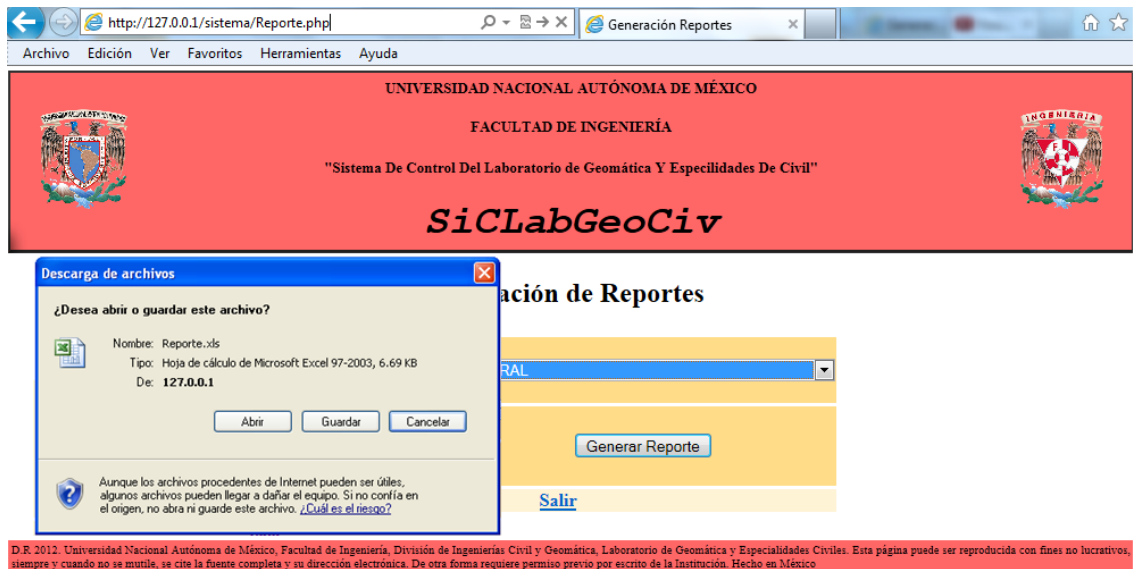 http://127.0.0.1/sistema/Reporte.php
Generación Reportes
Archivo Edición Ver Favoritos Herramientas Ayuda
UNIVERSIDAD NACIONAL AUTÓNOMA DE MÉXICO
FACULTAD DE INGENIERÍA
"Sistema De Control Del Laboratorio de Geomática Y Especilidades De Civil"
SiCLabGeoCiv
INGENIERIA
Descarga de archivos
ación de Reportes
¿Desea abrir o guardar este archivo?
Nombre: Reporte.xls
Tipo: Hoja de cálculo de Microsoft Excel 97-2003, 6.69 KB
De: 127.0.0.1
RAL
Abrir Guardar Cancelar
Generar Reporte
Aunque los archivos procedentes de Internet pueden ser útiles,
algunos archivos pueden llegar a dañar el equipo. Si no confía en
el origen, no abra ni guarde este archivo. ¿Cuál es el riesgo?
Salir
D.R 2012. Universidad Nacional Autónoma de México, Facultad de Ingeniería, División de Ingenierías Civil y Geomática, Laboratorio de Geomática y Especialidades Civiles. Esta página puede ser reproducida con fines no lucrativos,
siempre y cuando no se mutile, se cite la fuente completa y su dirección electrónica. De otra forma requiere permiso previo por escrito de la Institución. Hecho en México